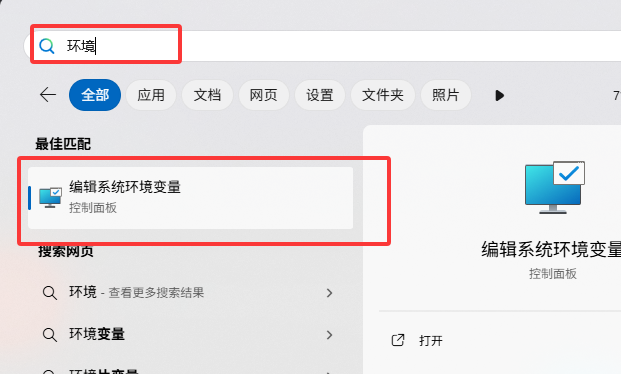 环境
全部 应用 文档 网页 设置 文件夹 照片
最佳匹配
编辑系统环境变量
控制面板
搜索网页
环境 - 查看更多搜索结果
环境变量
编辑系统环境变量
控制面板
打开